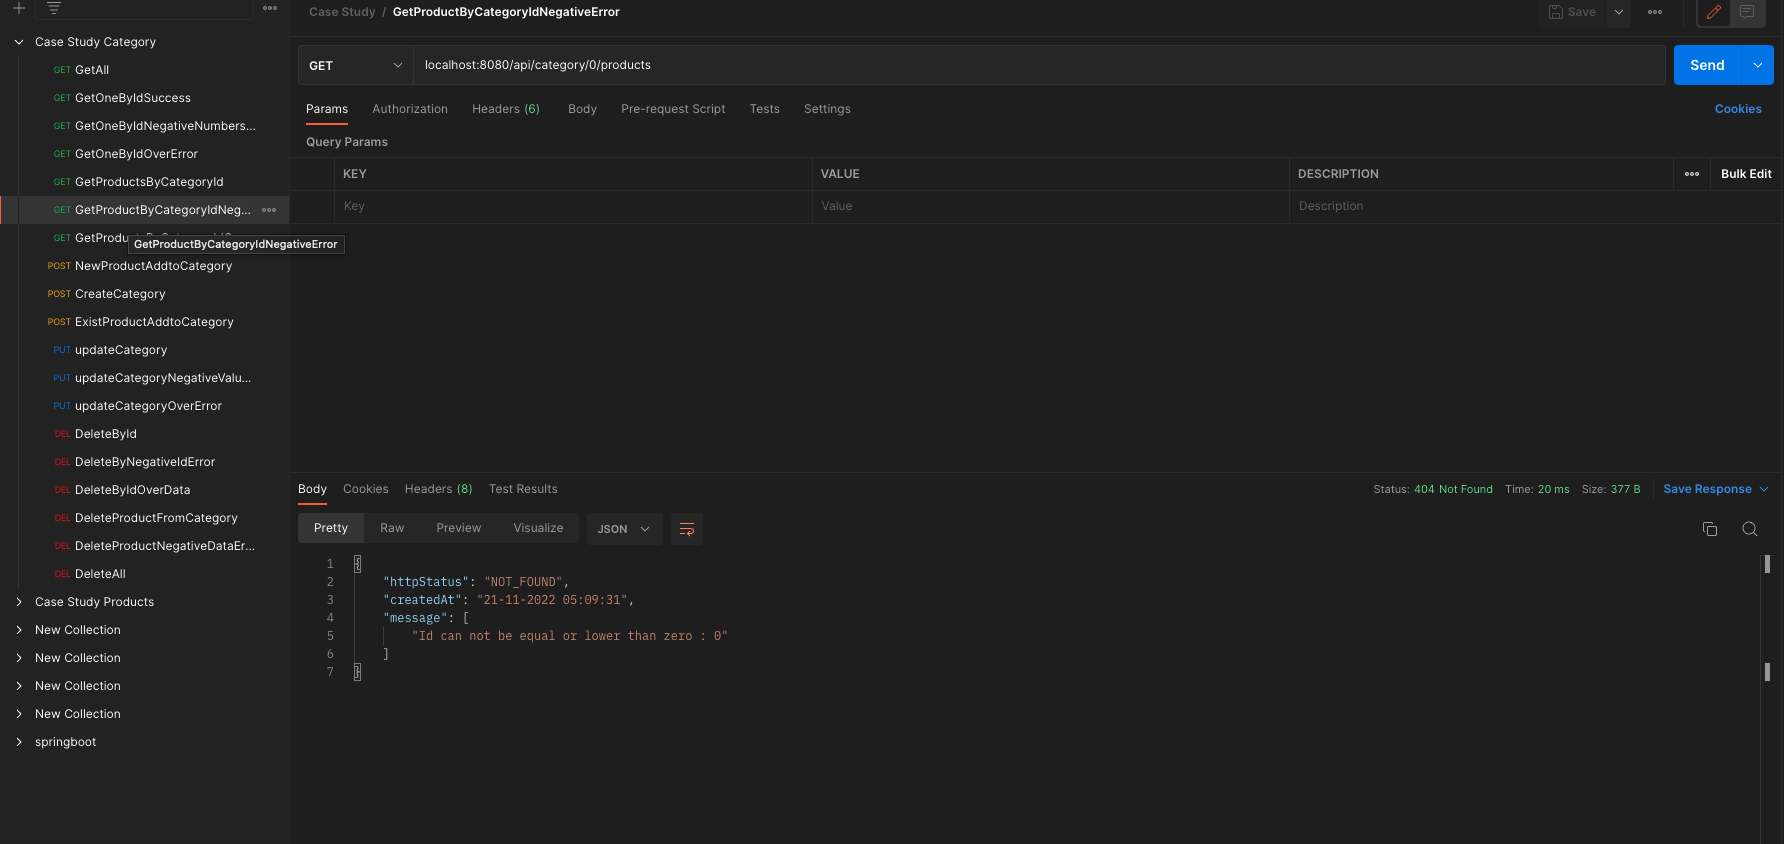 Case Study / GetProductByCategoryIdNegativeError
Save
Case Study Category
GET GetAll
GET GetOneByIdSuccess
GET GetOneByIdNegativeNumbers...
GET GetOneByIdOverError
GET GetProductsByCategoryId
GET GetProductByCategoryIdNeg...
GET
GetProductByCategoryIdNegativeError
POST NewProductAddtoCategory
POST CreateCategory
POST ExistProductAddtoCategory
PUT updateCategory
PUT updateCategoryNegativeValu...
PUT updateCategoryOverError
DEL DeleteById
DEL DeleteByNegativeIdError
DEL DeleteByIdOverData
DEL DeleteProductFromCategory
DEL DeleteProductNegativeDataEr...
DEL DeleteAll
Case Study Products
New Collection
New Collection
New Collection
New Collection
springboot
GET localhost:8080/api/category/0/products Send
Params Authorization Headers (6) Body Pre-request Script Tests Settings Cookies
Query Params
KEY VALUE DESCRIPTION Bulk Edit
Key Value Description
Body Cookies Headers (8) Test Results Status: 404 Not Found Time: 20 ms Size: 377 B Save Response
Pretty Raw Preview Visualize JSON
1 {
2 "httpStatus": "NOT_FOUND",
3 "createdAt": "21-11-2022 05:09:31",
4 "message": [
5 "Id can not be equal or lower than zero : 0"
6 ]
7 }